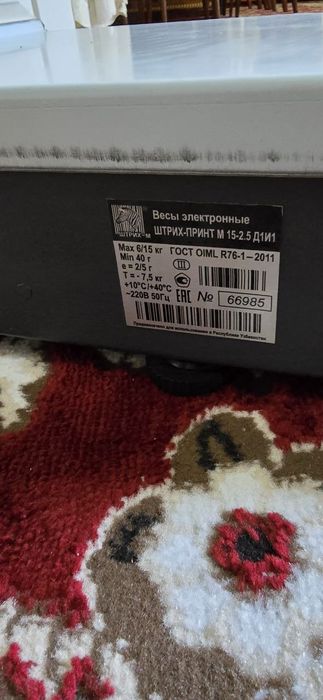 Весы электронные
ШТРИХ-М
ШТРИХ-ПРИНТ М 15-2.5 Д1И1
Max 6/15 кг ГОСТ OIML R76-1-2011
Min 40 г
e = 2/5 г
T = - 7,5 кг
+10°С/+40°С
~220В 50Гц EAC № 66985
Предназначено для использования в Республике Узбекистан